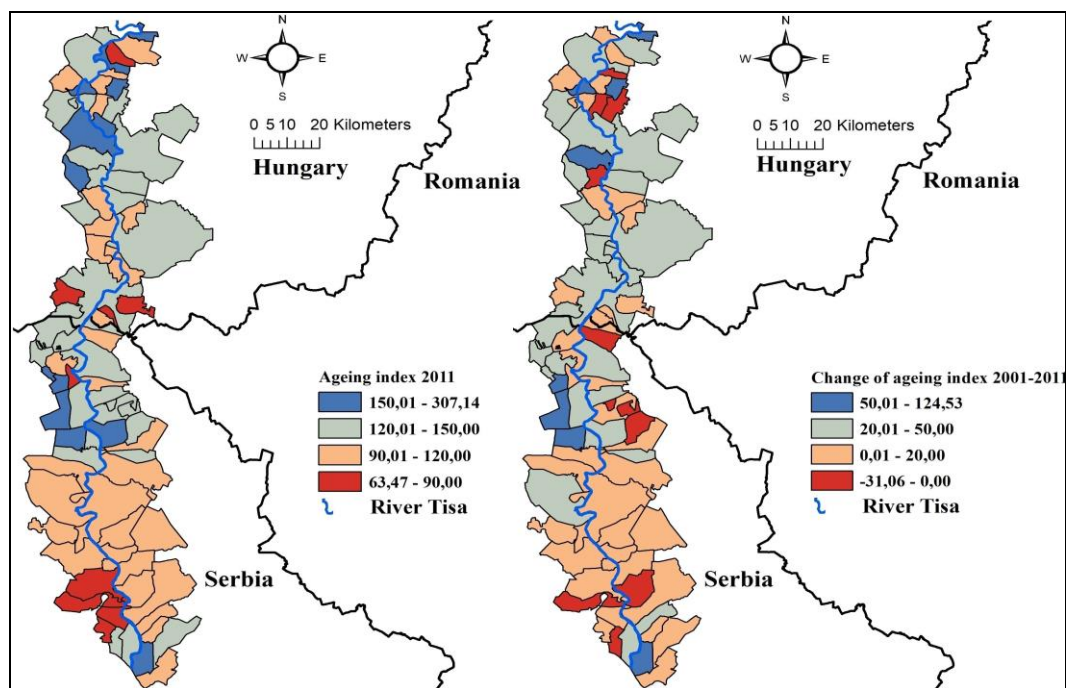 N
W E
S
0 5 10 20 Kilometers
Hungary
Romania
Ageing index 2011
150,01 - 307,14
120,01 - 150,00
90,01 - 120,00
63,47 - 90,00
River Tisa
Serbia
N
W E
S
0 5 10 20 Kilometers
Hungary
Romania
Change of ageing index 2001-2011
50,01 - 124,53
20,01 - 50,00
0,01 - 20,00
-31,06 - 0,00
River Tisa
Serbia